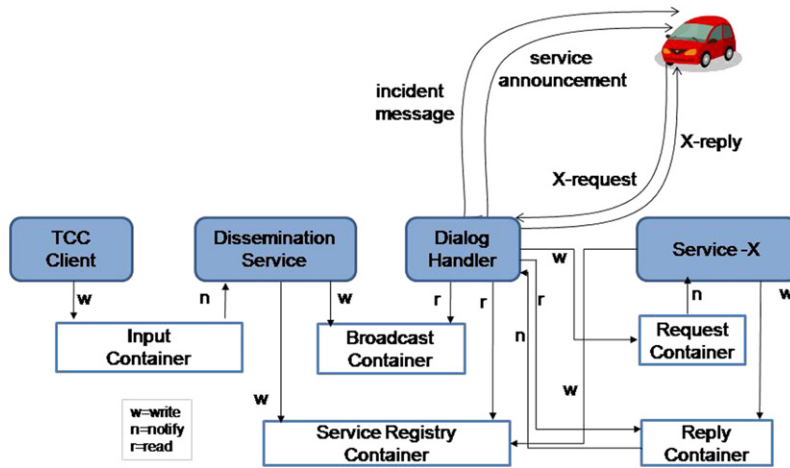 incident
message
service
announcement
X-reply
X-request
TCC
Client
Dissemination
Service
Dialog
Handler
Service -X
w
n
w
r
r
w
r
n
w
n
w
Input
Container
Broadcast
Container
Request
Container
w
w=write
n=notify
r=read
Service Registry
Container
Reply
Container